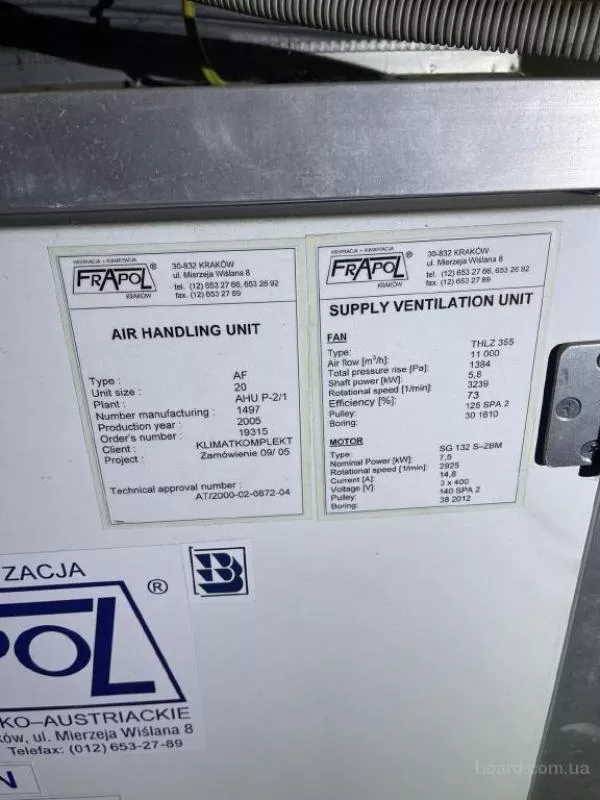 WENTYLACJA + KLIMATYZACJA
FRAPOL®
KRAKÓW
30-832 KRAKÓW
ul. Mierzeja Wiślana 8
tel. (12) 653 27 66, 653 26 92
fax. (12) 653 27 89
AIR HANDLING UNIT
Type : AF
Unit size : 20
Plant : AHU P-2/1
Number manufacturing : 1497
Production year : 2005
Order's number : 19315
Client : KLIMATKOMPLEKT
Project : Zamówienie 09/ 05
Technical approval number :
AT/2000-02-0872-04
WENTYLACJA + KLIMATYZACJA
FRAPOL®
KRAKÓW
30-832 KRAKÓW
ul. Mierzeja Wiślana 8
tel. (12) 653 27 66, 653 26 92
fax. (12) 653 27 89
SUPPLY VENTILATION UNIT
FAN
Type: THLZ 355
Air flow [m³/h]: 11 000
Total pressure rise [Pa]: 1384
Shaft power [kW]: 5,8
Rotational speed [1/min]: 3239
Efficiency [%]: 73
Pulley: 125 SPA 2
Boring: 30 1610
MOTOR
Type: SG 132 S-2BM
Nominal Power [kW]: 7,5
Rotational speed [1/min]: 2925
Current [A]: 14,8
Voltage [V]: 3 x 400
Pulley: 140 SPA 2
Boring: 38 2012
ZACJA
POL®
B
KO-AUSTRIACKIE
ków, ul. Mierzeja Wiślana 8
Telefax: (012) 653-27-89
N
board.com.ua